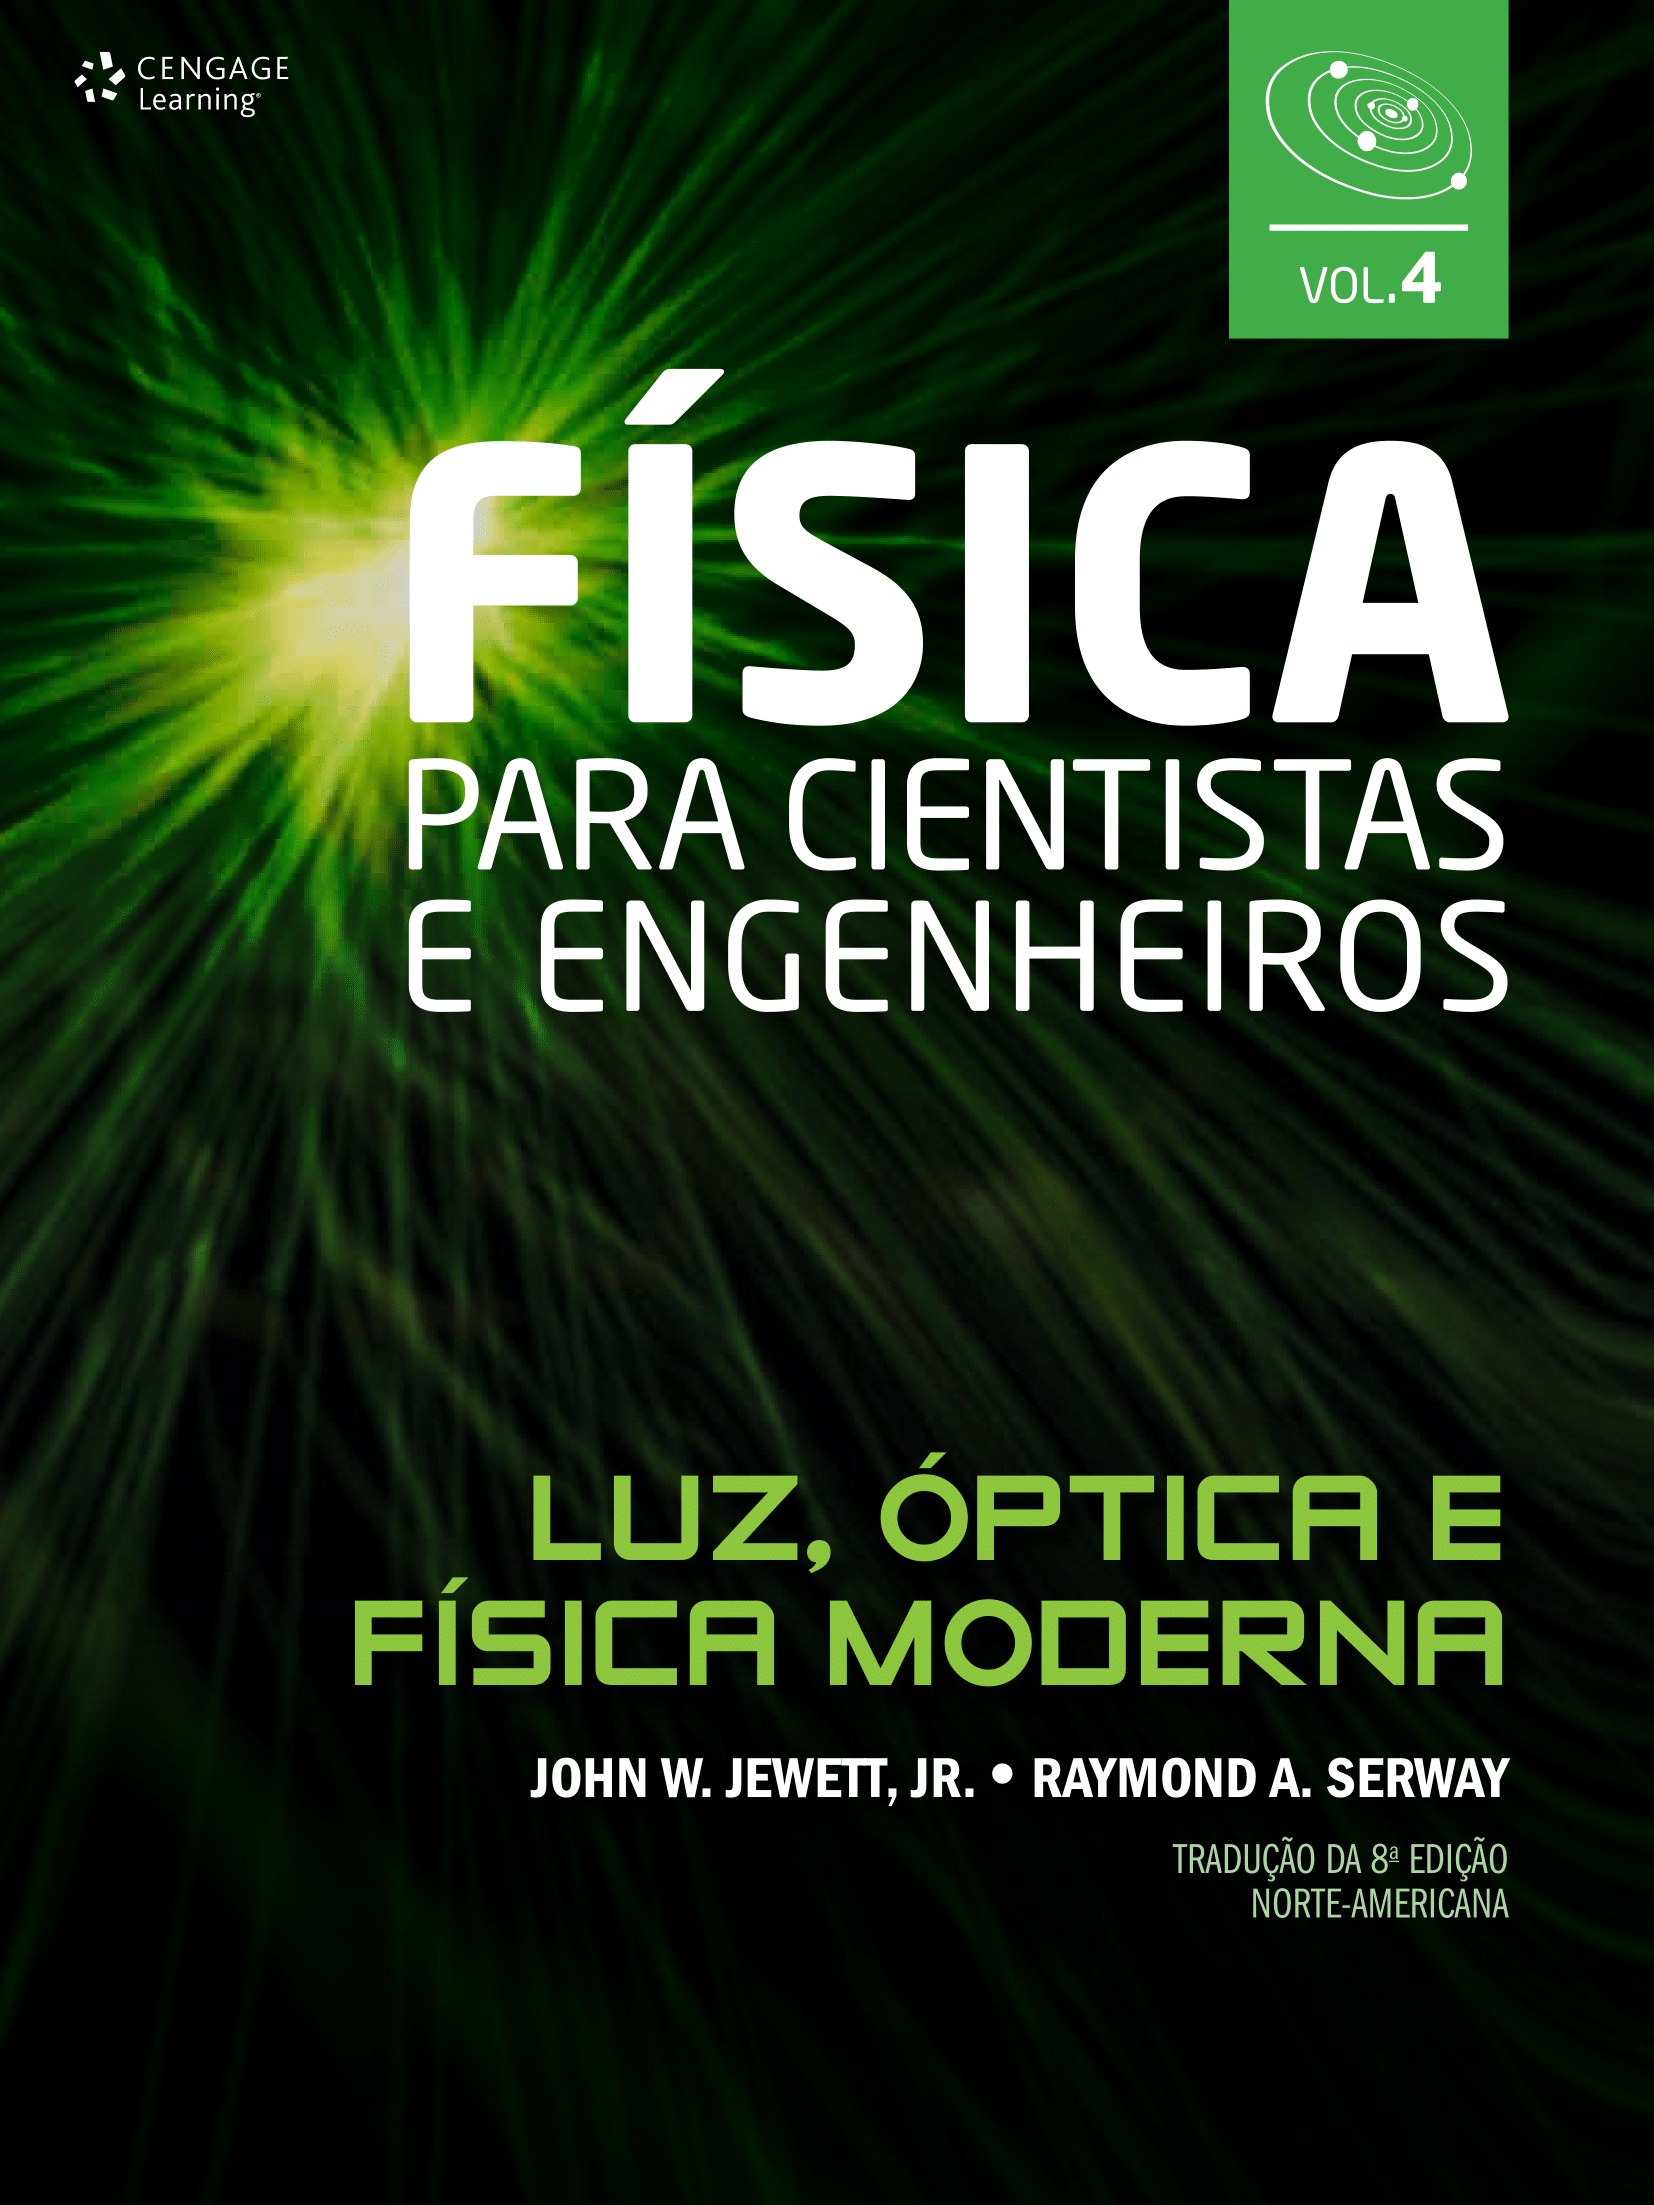 CENGAGE
Learning®
VOL.4
FÍSICA
PARA CIENTISTAS
E ENGENHEIROS
LUZ, ÓPTICA E
FÍSICA MODERNA
JOHN W. JEWETT, JR. • RAYMOND A. SERWAY
TRADUÇÃO DA 8ª EDIÇÃO
NORTE-AMERICANA